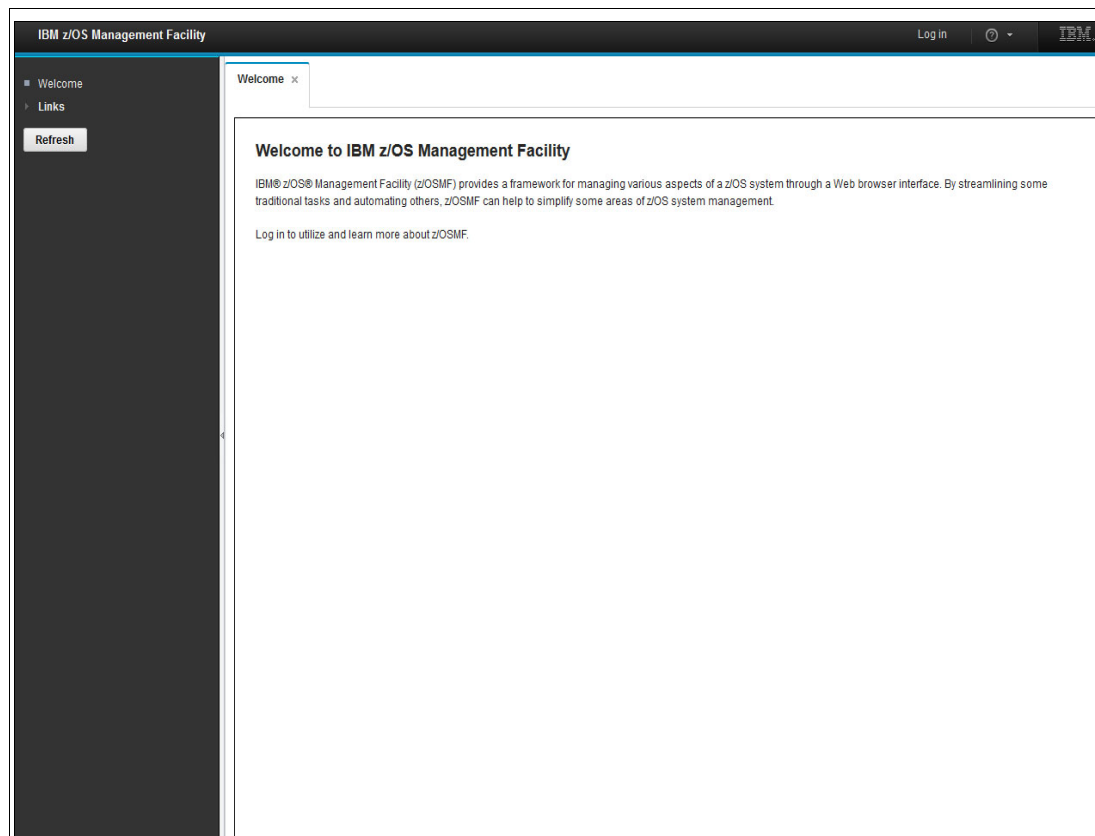 IBM z/OS Management Facility
Log in
IBM.
Welcome
Links
Refresh
Welcome
Welcome to IBM z/OS Management Facility
IBM® z/OS® Management Facility (z/OSMF) provides a framework for managing various aspects of a z/OS system through a Web browser interface. By streamlining some
traditional tasks and automating others, z/OSMF can help to simplify some areas of z/OS system management.
Log in to utilize and learn more about z/OSMF.